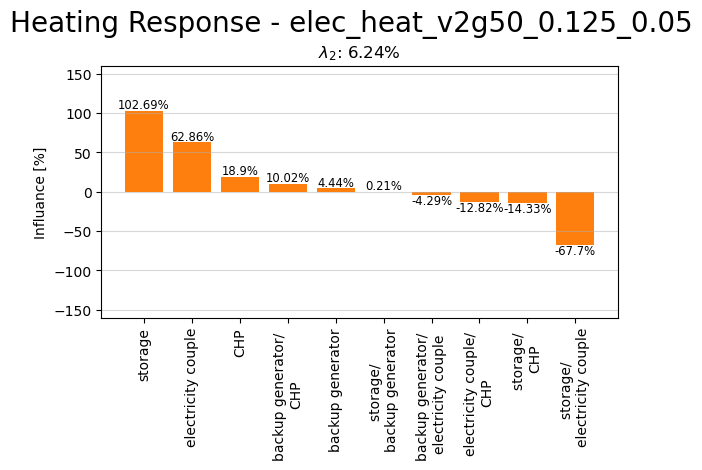 Heating Response - elec_heat_v2g50_0.125_0.05
λ₂: 6.24%
Influance [%]
150
100
50
0
−50
−100
−150
102.69%
62.86%
18.9%
10.02%
4.44%
0.21%
-4.29%
-12.82%
-14.33%
-67.7%
storage
electricity couple
CHP
backup generator/
CHP
backup generator
storage/
backup generator
backup generator/
electricity couple
electricity couple/
CHP
storage/
CHP
storage/
electricity couple